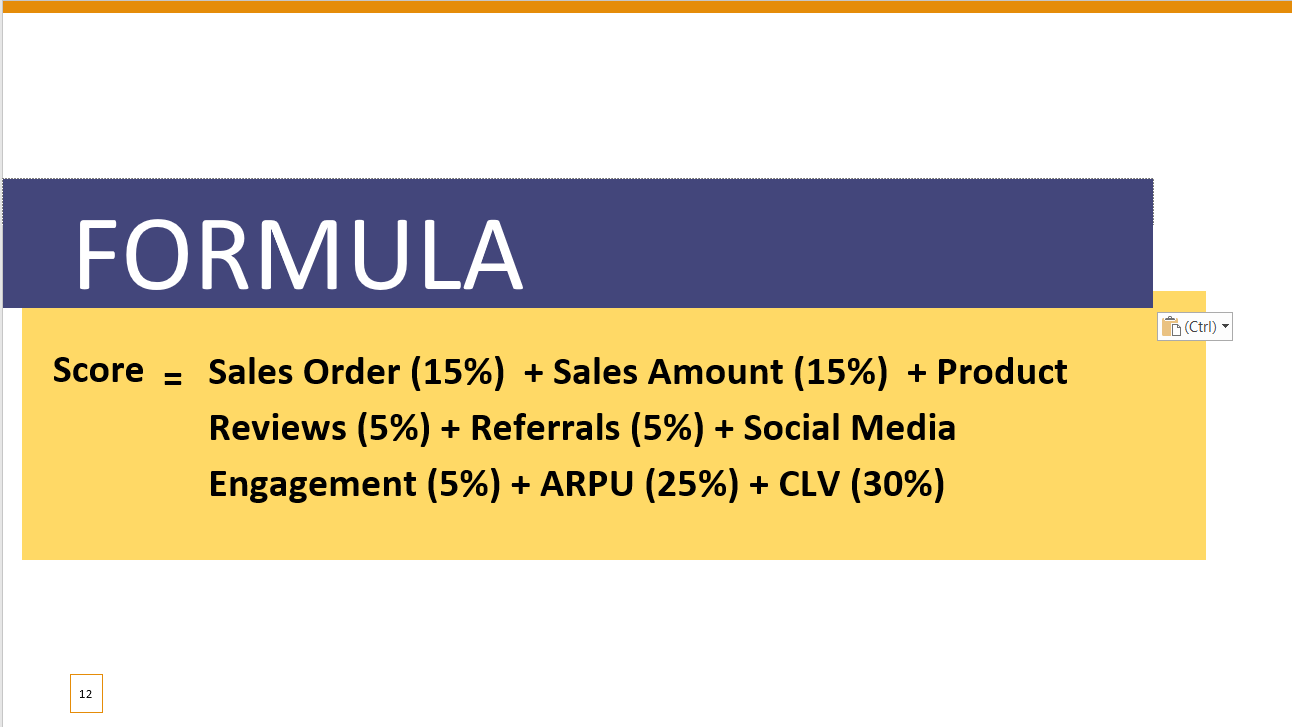 FORMULA
(Ctrl)
Score = Sales Order (15%) + Sales Amount (15%) + Product
Reviews (5%) + Referrals (5%) + Social Media
Engagement (5%) + ARPU (25%) + CLV (30%)
12